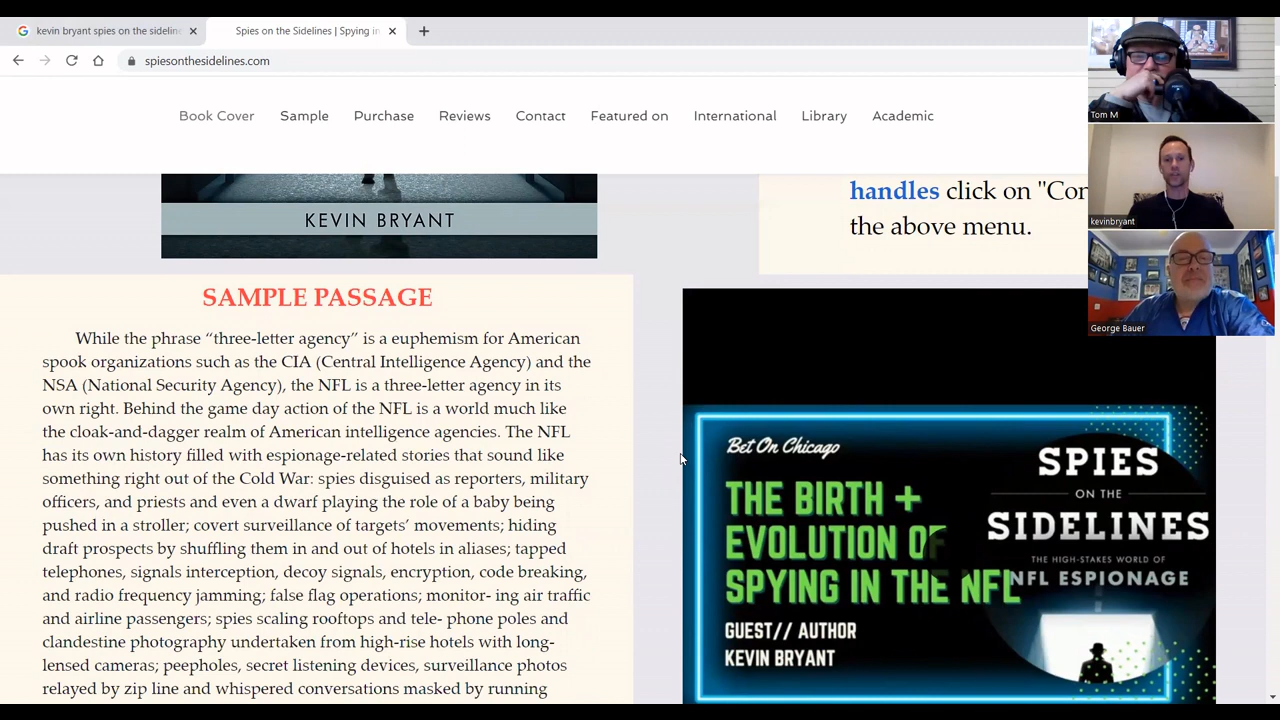 kevin bryant spies on the sideline
Spies on the Sidelines | Spying in
spiesonthesidelines.com
Book Cover
Sample
Purchase
Reviews
Contact
Featured on
International
Library
Academic
Tom M
kevinbryant
George Bauer
KEVIN BRYANT
handles click on "Con
the above menu.
SAMPLE PASSAGE
While the phrase “three-letter agency” is a euphemism for American
spook organizations such as the CIA (Central Intelligence Agency) and the
NSA (National Security Agency), the NFL is a three-letter agency in its
own right. Behind the game day action of the NFL is a world much like
the cloak-and-dagger realm of American intelligence agencies. The NFL
has its own history filled with espionage-related stories that sound like
something right out of the Cold War: spies disguised as reporters, military
officers, and priests and even a dwarf playing the role of a baby being
pushed in a stroller; covert surveillance of targets’ movements; hiding
draft prospects by shuffling them in and out of hotels in aliases; tapped
telephones, signals interception, decoy signals, encryption, code breaking,
and radio frequency jamming; false flag operations; monitor- ing air traffic
and airline passengers; spies scaling rooftops and tele- phone poles and
clandestine photography undertaken from high-rise hotels with long-
lensed cameras; peepholes, secret listening devices, surveillance photos
relayed by zip line and whispered conversations masked by running
Bet On Chicago
THE BIRTH +
EVOLUTION OF
SPYING IN THE NFL
GUEST// AUTHOR
KEVIN BRYANT
SPIES
ON THE
SIDELINES
THE HIGH-STAKES WORLD OF
NFL ESPIONAGE